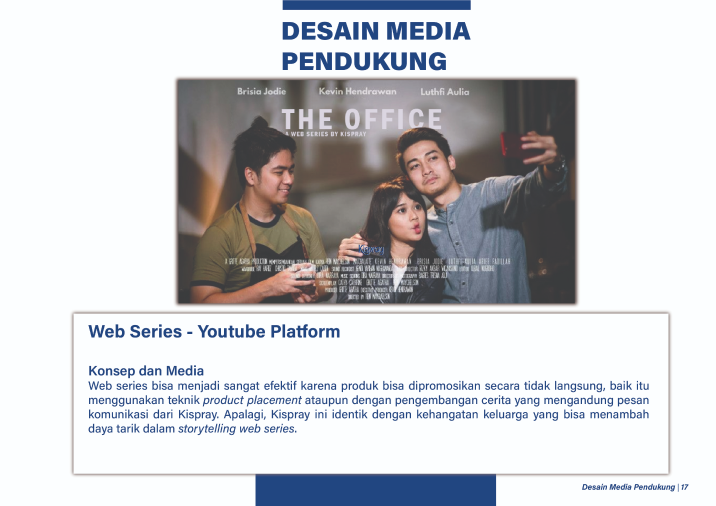 DESAIN MEDIA
PENDUKUNG
Brisia Jodie Kevin Hendrawan Luthfi Aulia
THE OFFICE
A WEB SERIES BY KISPRAY
Kispray
Web Series - Youtube Platform
Konsep dan Media
Web series bisa menjadi sangat efektif karena produk bisa dipromosikan secara tidak langsung, baik itu
menggunakan teknik product placement ataupun dengan pengembangan cerita yang mengandung pesan
komunikasi dari Kispray. Apalagi, Kispray ini identik dengan kehangatan keluarga yang bisa menambah
daya tarik dalam storytelling web series.
Desain Media Pendukung | 17